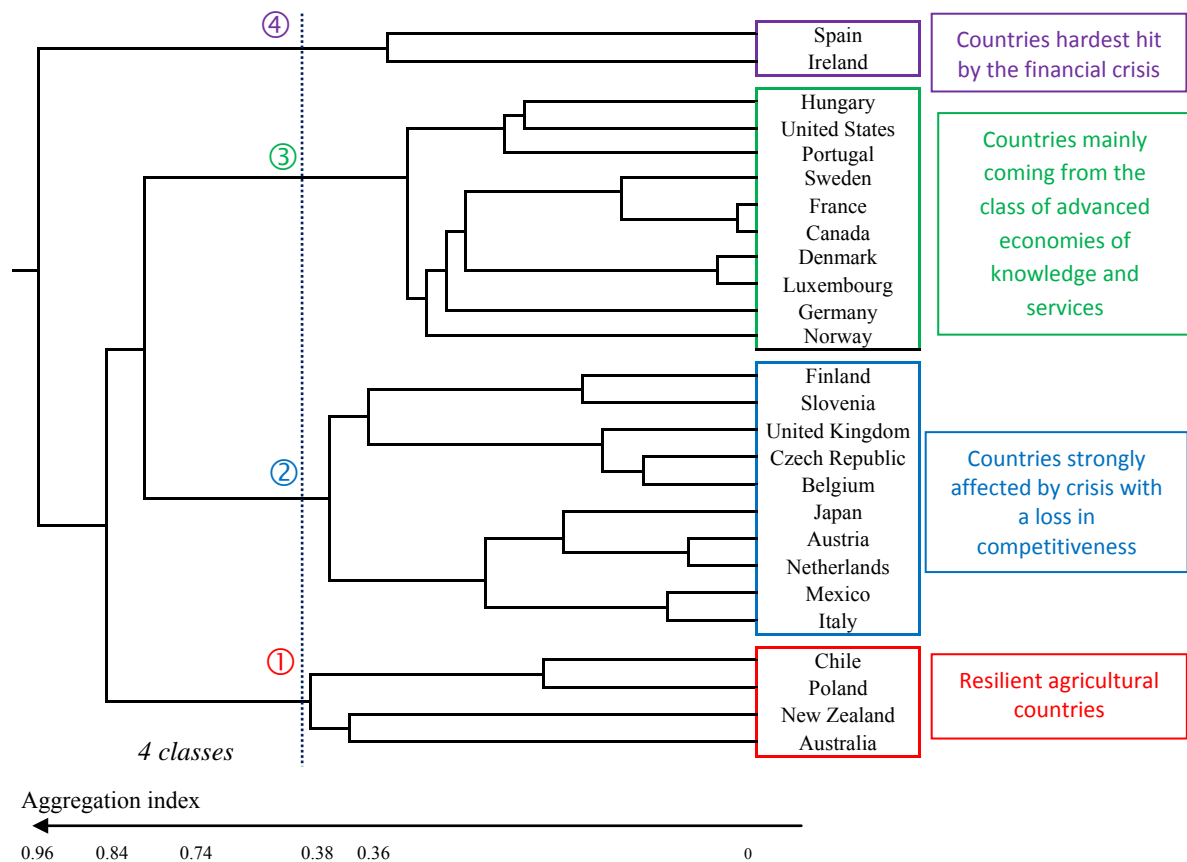 ④
Spain
Ireland
Countries hardest hit
by the financial crisis
③
Hungary
United States
Portugal
Sweden
France
Canada
Denmark
Luxembourg
Germany
Norway
Countries mainly
coming from the
class of advanced
economies of
knowledge and
services
②
Finland
Slovenia
United Kingdom
Czech Republic
Belgium
Japan
Austria
Netherlands
Mexico
Italy
Countries strongly
affected by crisis with
a loss in
competitiveness
①
Chile
Poland
New Zealand
Australia
Resilient agricultural
countries
4 classes
Aggregation index
0.96 0.84 0.74 0.38 0.36 0